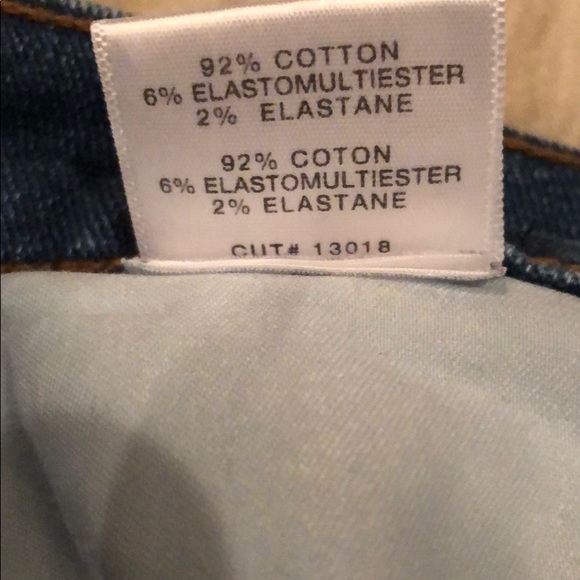 92% COTTON
6% ELASTOMULTIESTER
2% ELASTANE
92% COTON
6% ELASTOMULTIESTER
2% ELASTANE
CUT# 13018